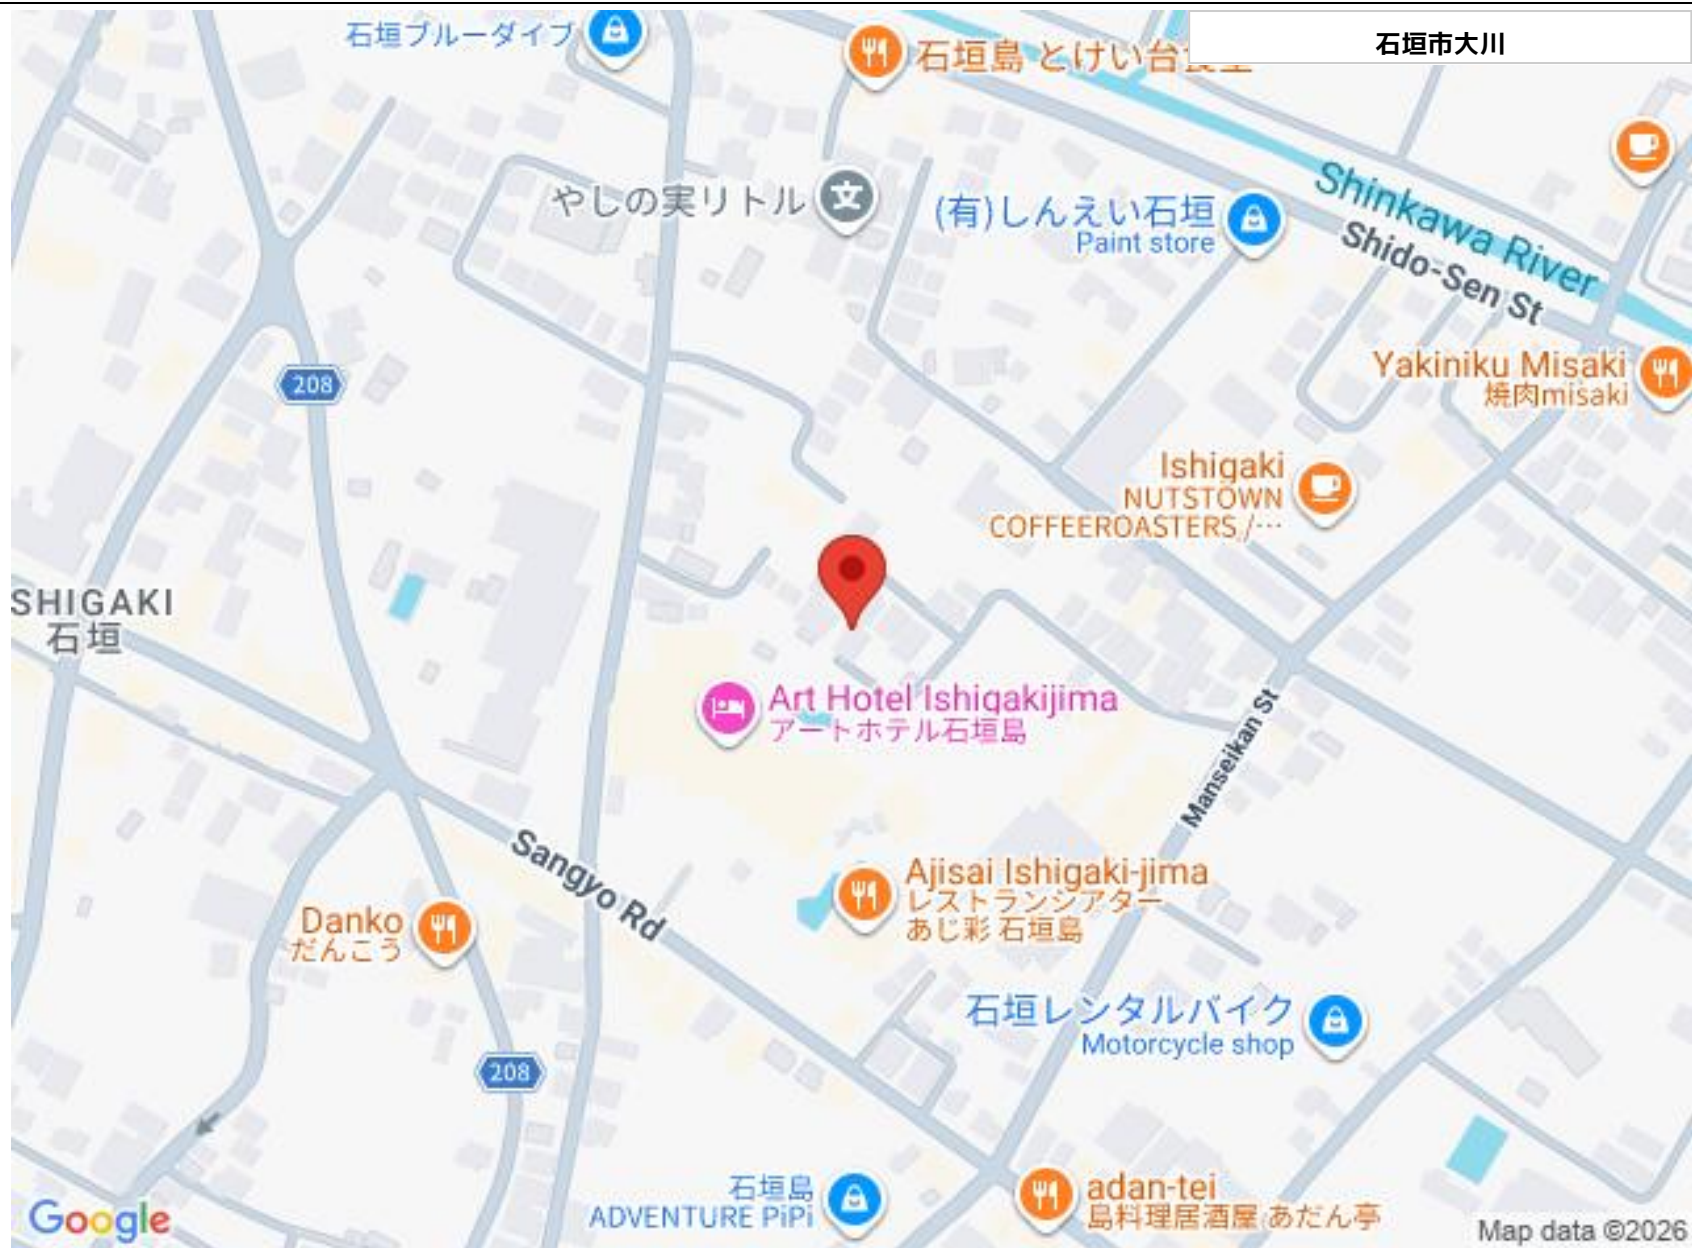 石垣ブルーダイブ
石垣島 とけい台食堂
石垣市大川
やしの実リトル
文
(有)しんえい石垣
Paint store
Shinkawa River
Shido-Sen St
Yakiniku Misaki
焼肉misaki
208
Ishigaki
NUTSTOWN
COFFEEROASTERS /…
SHIGAKI
石垣
Art Hotel Ishigakijima
アートホテル石垣島
Manseikan St
Sangyo Rd
Ajisai Ishigaki-jima
レストランシアター
あじ彩 石垣島
Danko
だんこう
石垣レンタルバイク
Motorcycle shop
208
石垣島
ADVENTURE PiPi
adan-tei
島料理居酒屋 あだん亭
Google
Map data ©2026